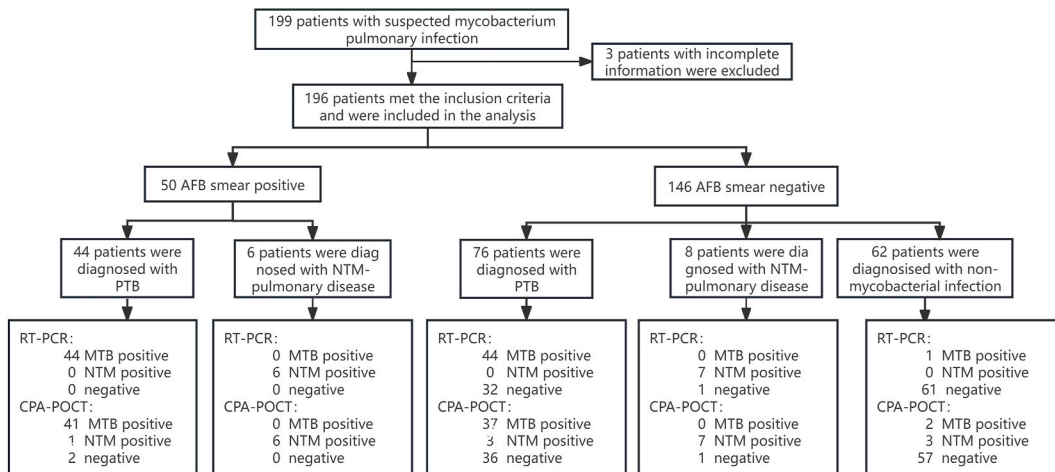 199 patients with suspected mycobacterium
pulmonary infection
3 patients with incomplete
information were excluded
196 patients met the inclusion criteria
and were included in the analysis
50 AFB smear positive
146 AFB smear negative
44 patients were
diagnosed with
PTB
6 patients were diag
nosed with NTM-
pulmonary disease
76 patients were
diagnosed with
PTB
8 patients were dia
gnosed with NTM-
pulmonary disease
62 patients were
diagnosised with non-
mycobacterial infection
RT-PCR:
44 MTB positive
0 NTM positive
0 negative
CPA-POCT:
41 MTB positive
1 NTM positive
2 negative
RT-PCR:
0 MTB positive
6 NTM positive
0 negative
CPA-POCT:
0 MTB positive
6 NTM positive
0 negative
RT-PCR:
44 MTB positive
0 NTM positive
32 negative
CPA-POCT:
37 MTB positive
3 NTM positive
36 negative
RT-PCR:
0 MTB positive
7 NTM positive
1 negative
CPA-POCT:
0 MTB positive
7 NTM positive
1 negative
RT-PCR:
1 MTB positive
0 NTM positive
61 negative
CPA-POCT:
2 MTB positive
3 NTM positive
57 negative